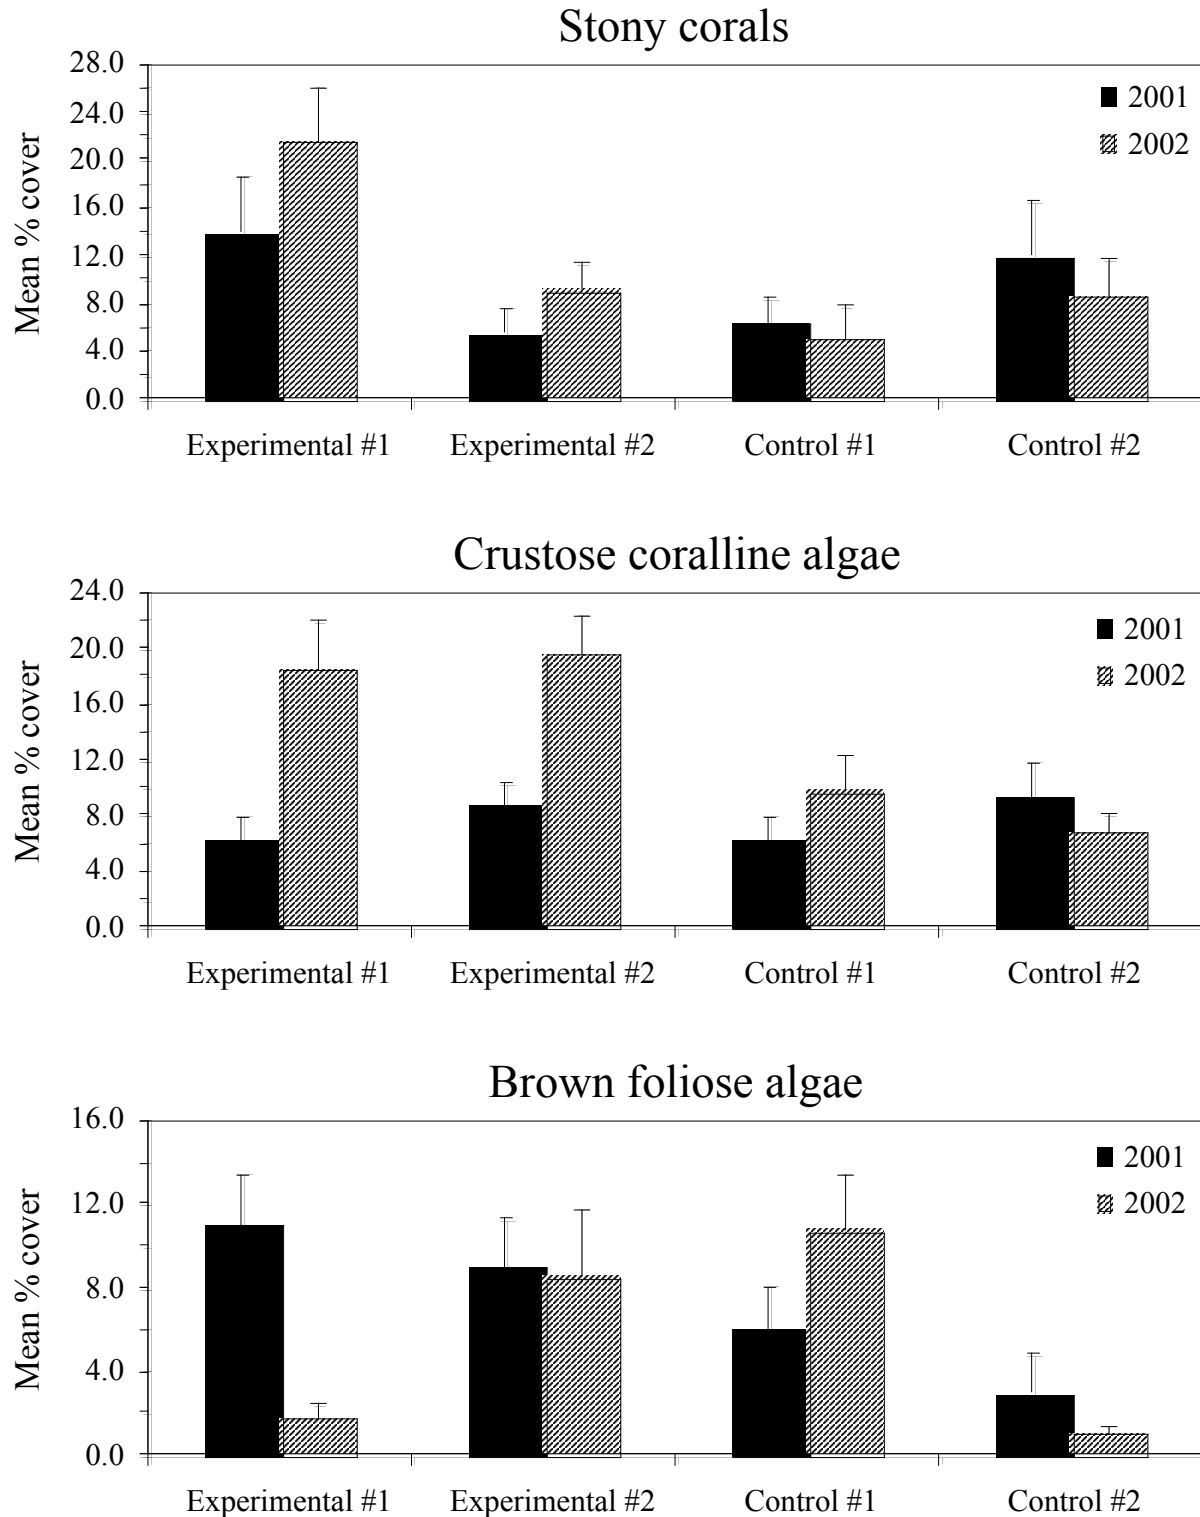 Stony corals
28.0
24.0
20.0
16.0
12.0
8.0
4.0
0.0
Mean % cover
2001
2002
Experimental #1 Experimental #2 Control #1 Control #2
Crustose coralline algae
24.0
20.0
16.0
12.0
8.0
4.0
0.0
Mean % cover
2001
2002
Experimental #1 Experimental #2 Control #1 Control #2
Brown foliose algae
16.0
12.0
8.0
4.0
0.0
Mean % cover
2001
2002
Experimental #1 Experimental #2 Control #1 Control #2